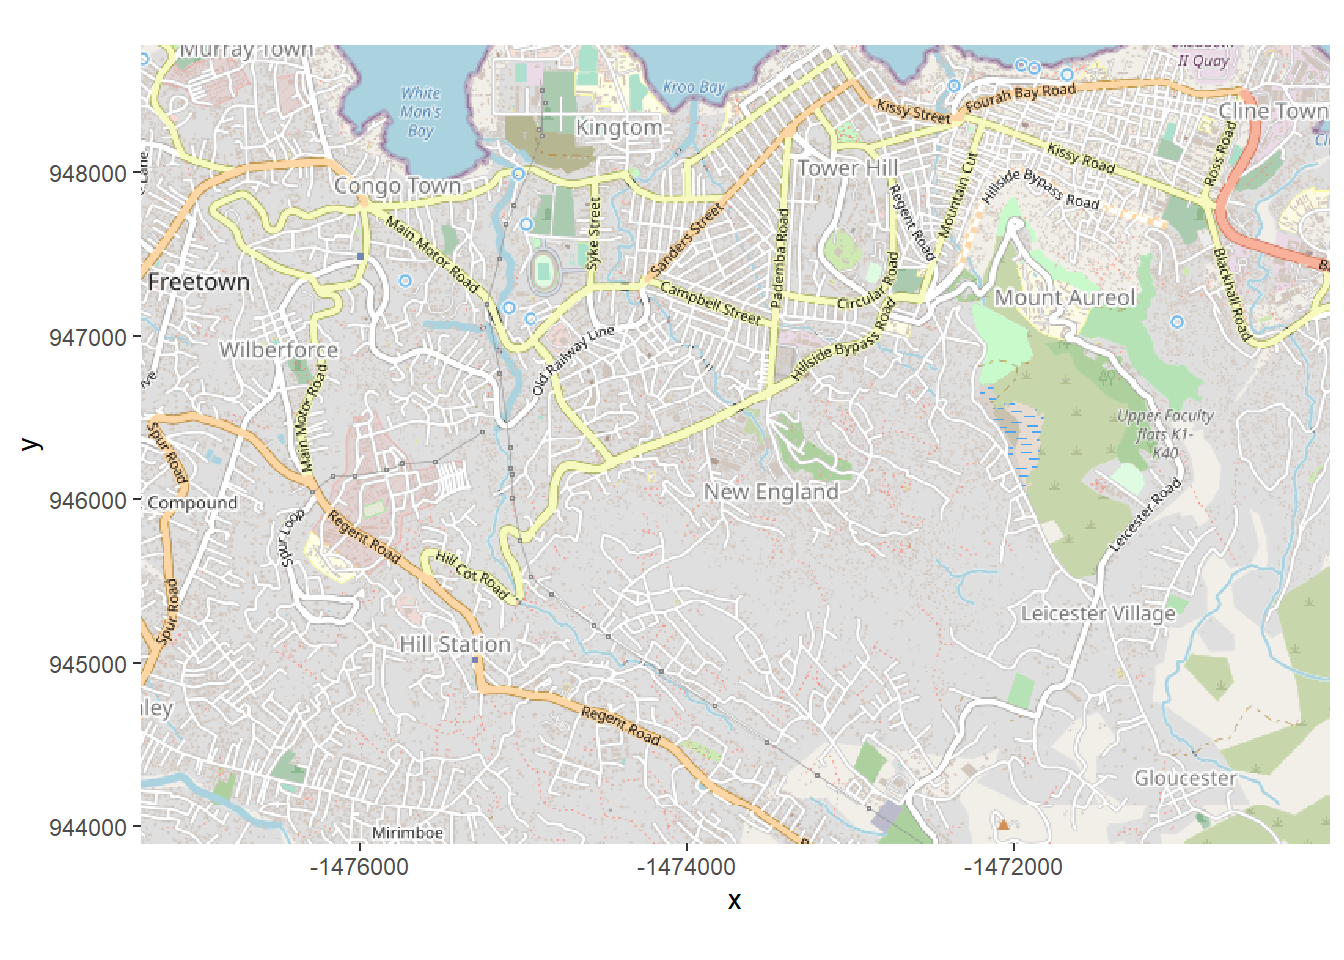 Murray Town
White
Man's
Bay
Kroo Bay
II Quay
Kingtom
Kissy Street
Fourah Bay Road
Cline Town
Lane
Congo Town
Tower Hill
Kissy Road
Ross Road
Mountain Cut
Hillside Bypass Road
Regent Road
Main Motor Road
Syke Street
Sanders Street
Pademba Road
Freetown
Campbell Street
Circular Road
Mount Aureol
Blackhall Road
Wilberforce
Old Railway Line
Hillside Bypass Road
Main Motor Road
Upper Faculty
flats K1-
K40
Spur Road
Compound
New England
Spur Loop
Regent Road
Hill Cot Road
Leicester Road
Spur Road
Leicester Village
Hill Station
Regent Road
Gloucester
Mirimboe
948000
947000
946000
945000
944000
-1476000
-1474000
-1472000
x
y